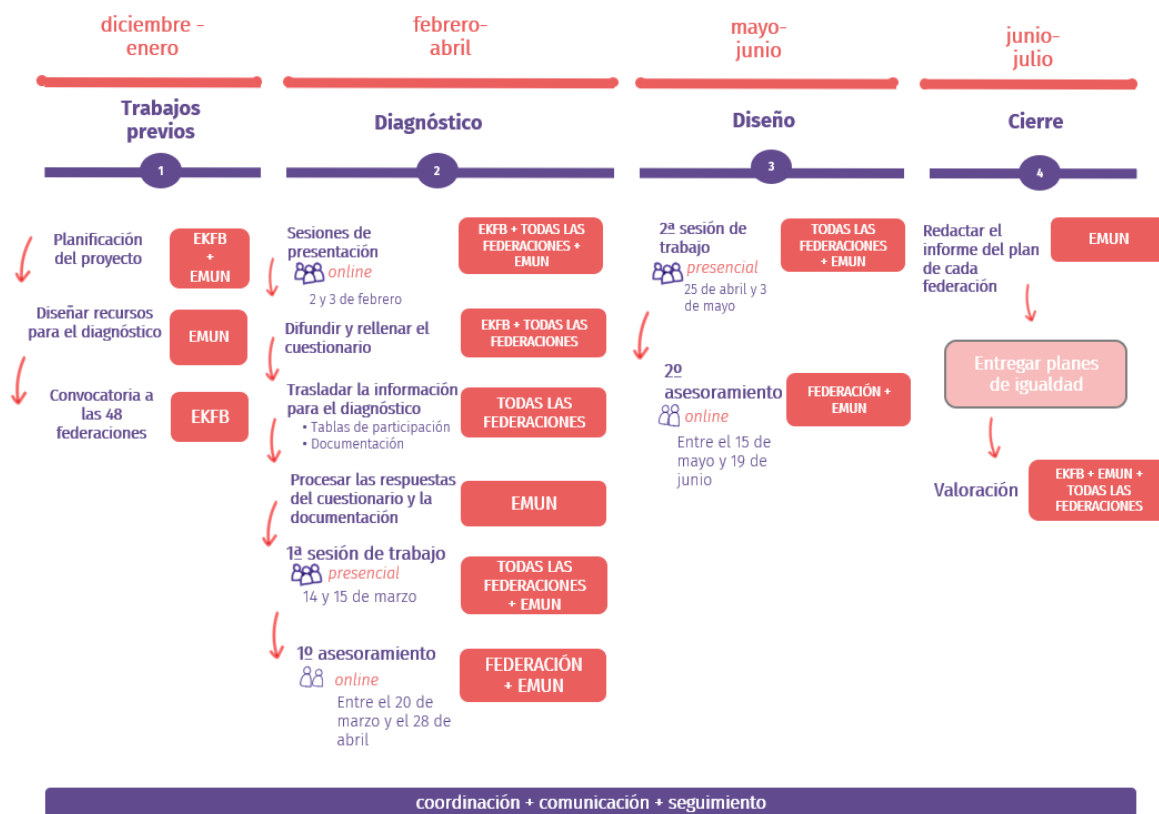 diciembre -
enero
Trabajos
previos
1
Planificación
del proyecto
EKFB
+
EMUN
Diseñar recursos
para el diagnóstico
EMUN
Convocatoria a
las 48
federaciones
EKFB
febrero-
abril
Diagnóstico
2
Sesiones de
presentación
online
2 y 3 de febrero
EKFB + TODAS LAS
FEDERACIONES +
EMUN
Difundir y rellenar el
cuestionario
EKFB + TODAS LAS
FEDERACIONES
Trasladar la información
para el diagnóstico
• Tablas de participación
• Documentación
TODAS LAS
FEDERACIONES
Procesar las respuestas
del cuestionario y la
documentación
EMUN
1ª sesión de trabajo
presencial
14 y 15 de marzo
TODAS LAS
FEDERACIONES
+ EMUN
1º asesoramiento
online
Entre el 20 de
marzo y el 28 de
abril
FEDERACIÓN
+ EMUN
mayo-
junio
Diseño
3
2ª sesión de
trabajo
presencial
25 de abril y 3
de mayo
TODAS LAS
FEDERACIONES
+ EMUN
2º
asesoramiento
online
Entre el 15 de
mayo y 19 de
junio
FEDERACIÓN +
EMUN
junio-
julio
Cierre
4
Redactar el
informe del plan
de cada
federación
EMUN
Entregar planes
de igualdad
Valoración
EKFB + EMUN +
TODAS LAS
FEDERACIONES
coordinación + comunicación + seguimiento